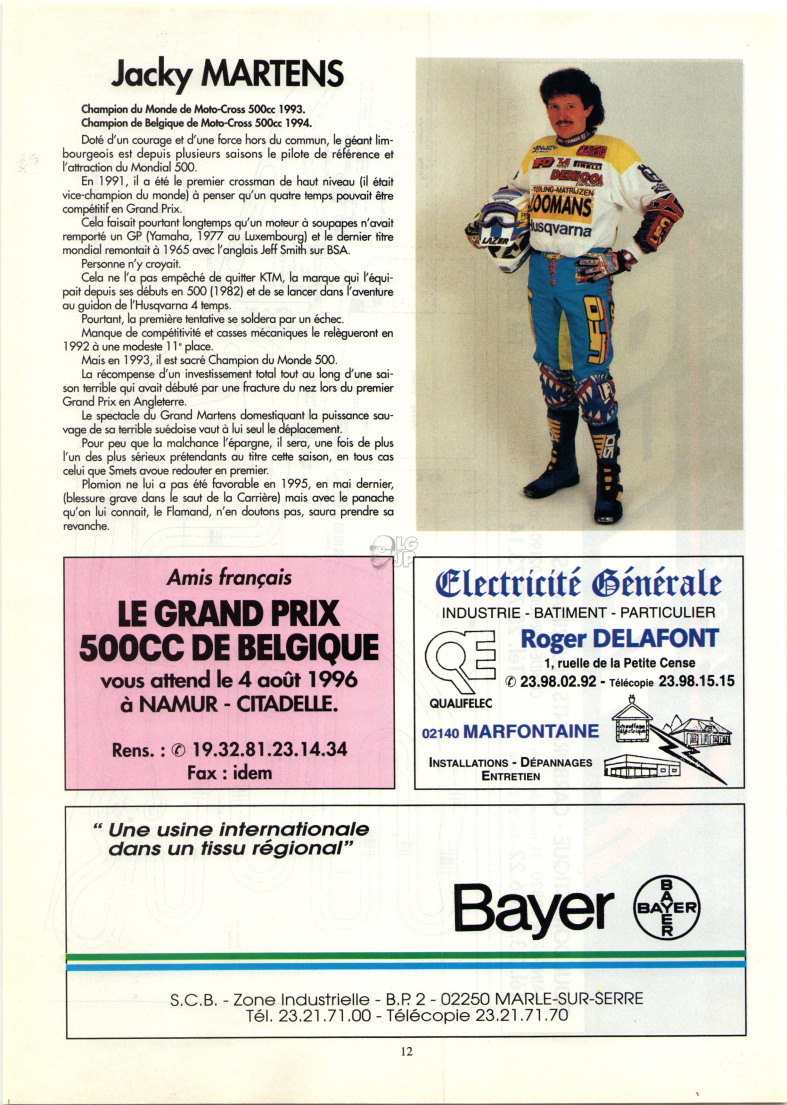 Jacky MARTENS
Champion du Monde de Moto-Cross 500cc 1993.
Champion de Belgique de Moto-Cross 500cc 1994.
Doté d'un courage et d'une force hors du commun, le géant lim-
bourgeois est depuis plusieurs saisons le pilote de référence et
l'attraction du Mondial 500.
En 1991, il a été le premier crossman de haut niveau (il était
vice-champion du monde) à penser qu'un quatre temps pouvait être
compétitif en Grand Prix.
Cela faisait pourtant longtemps qu'un moteur à soupapes n'avait
remporté un GP (Yamaha, 1977 au Luxembourg) et le dernier titre
mondial remontait à 1965 avec l'anglais Jeff Smith sur BSA.
Personne n'y croyait.
Cela ne l'a pas empêché de quitter KTM, la marque qui l'équi-
pait depuis ses débuts en 500 (1982) et de se lancer dans l'aventure
au guidon de l'Husqvarna 4 temps.
Pourtant, la première tentative se soldera par un échec.
Manque de compétitivité et casses mécaniques le relègueront en
1992 à une modeste 11e place.
Mais en 1993, il est sacré Champion du Monde 500.
La récompense d'un investissement total tout au long d'une sai-
son terrible qui avait débuté par une fracture du nez lors du premier
Grand Prix en Angleterre.
Le spectacle du Grand Martens domestiquant la puissance sau-
vage de sa terrible suédoise vaut à lui seul le déplacement.
Pour peu que la malchance l'épargne, il sera, une fois de plus
l'un des plus sérieux prétendants au titre cette saison, en tous cas
celui que Smets avoue redouter en premier.
Plomion ne lui a pas été favorable en 1995, en mai dernier,
(blessure grave dans le saut de la Carrière) mais avec le panache
qu'on lui connait, le Flamand, n'en doutons pas, saura prendre sa
revanche.
UFO
PIRELLI
TOOLING-MATRIJZEN
JOOMANS
Husqvarna
LAZER
UFO
UFO
SIDI
LG
JP
Amis français
LE GRAND PRIX
500CC DE BELGIQUE
vous attend le 4 août 1996
à NAMUR - CITADELLE.
Rens. : ✆ 19.32.81.23.14.34
Fax : idem
Electricité Générale
INDUSTRIE - BATIMENT - PARTICULIER
QE
QUALIFELEC
Roger DELAFONT
1, ruelle de la Petite Cense
✆ 23.98.02.92 - Télécopie 23.98.15.15
02140 MARFONTAINE
chauffage
électrique
INSTALLATIONS - DÉPANNAGES
ENTRETIEN
“ Une usine internationale
dans un tissu régional”
Bayer
BAYER
BAYER
S.C.B. - Zone Industrielle - B.P. 2 - 02250 MARLE-SUR-SERRE
Tél. 23.21.71.00 - Télécopie 23.21.71.70
12